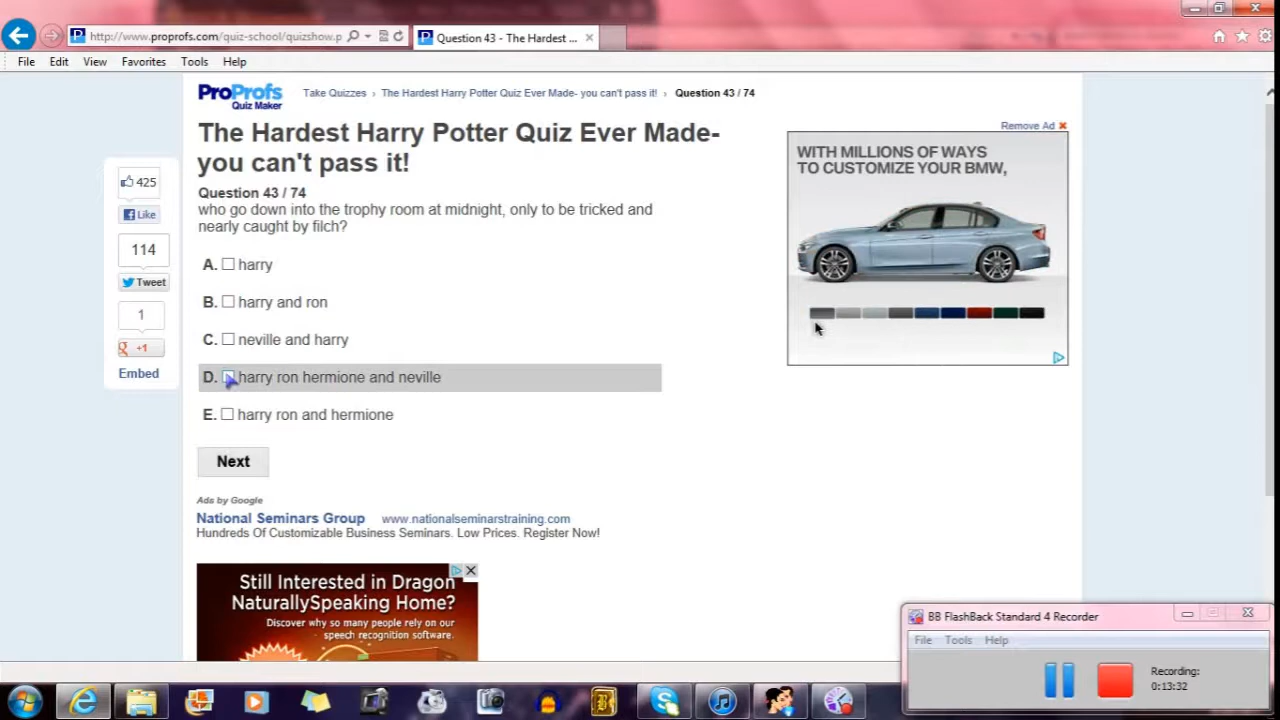 http://www.proprofs.com/quiz-school/quizshow.p
Question 43 - The Hardest ...
File Edit View Favorites Tools Help
ProProfs
Quiz Maker
Take Quizzes › The Hardest Harry Potter Quiz Ever Made- you can't pass it! › Question 43 / 74
The Hardest Harry Potter Quiz Ever Made-
you can't pass it!
Question 43 / 74
who go down into the trophy room at midnight, only to be tricked and
nearly caught by filch?
A. harry
B. harry and ron
C. neville and harry
D. harry ron hermione and neville
E. harry ron and hermione
Next
425
Like
114
Tweet
1
+1
Embed
Remove Ad
WITH MILLIONS OF WAYS
TO CUSTOMIZE YOUR BMW,
Ads by Google
National Seminars Group www.nationalseminarstraining.com
Hundreds Of Customizable Business Seminars. Low Prices. Register Now!
Still Interested in Dragon
NaturallySpeaking Home?
Discover why so many people rely on our
speech recognition software.
BB FlashBack Standard 4 Recorder
File Tools Help
Recording:
0:13:32